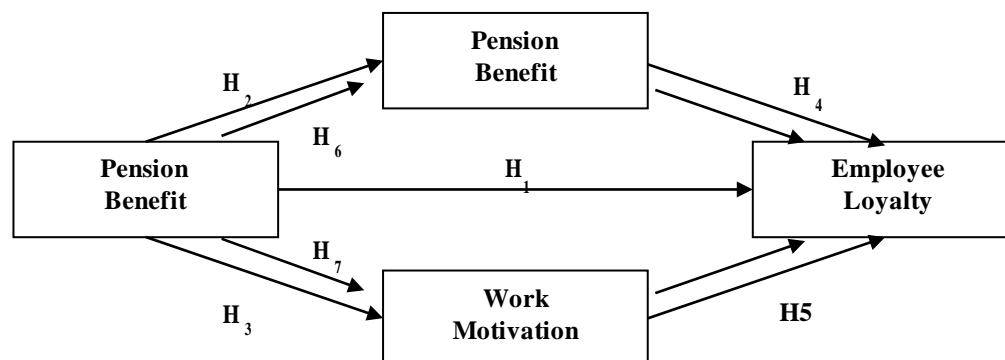 Pension
Benefit
H₂
H₄
H₆
Pension
Benefit
H₁
Employee
Loyalty
H₇
Work
Motivation
H₃
H5